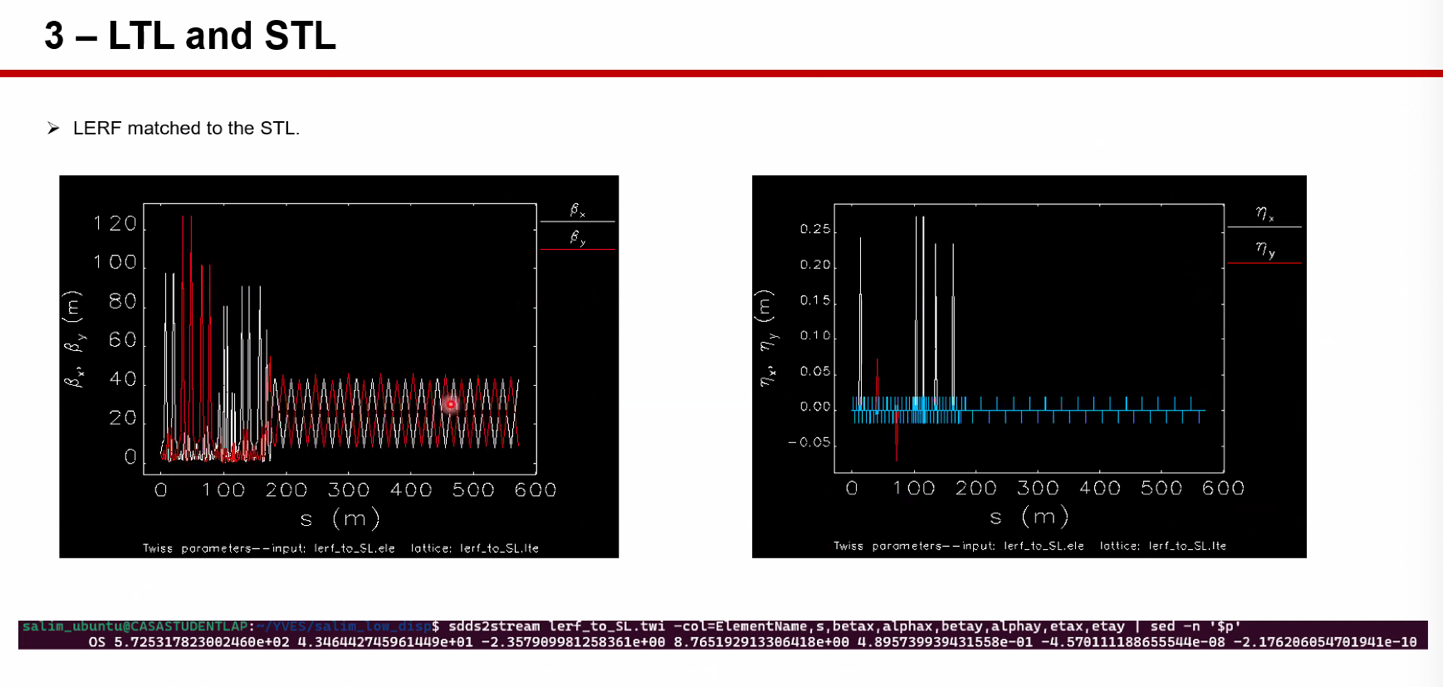 3 – LTL and STL
➢ LERF matched to the STL.
βx
βy
120
100
80
60
40
20
0
βx, βy (m)
0 100 200 300 400 500 600
s (m)
Twiss parameters--input: lerf_to_SL.ele lattice: lerf_to_SL.lte
ηx
ηy
0.25
0.20
0.15
0.10
0.05
0.00
−0.05
ηx, ηy (m)
0 100 200 300 400 500 600
s (m)
Twiss parameters--input: lerf_to_SL.ele lattice: lerf_to_SL.lte
salim_ubuntu@CASASTUDENTLAP:~/YVES/salim_low_disp$ sdds2stream lerf_to_SL.twi -col=ElementName,s,betax,alphax,betay,alphay,etax,etay | sed -n '$p'
OS 5.725317823002460e+02 4.346442745961449e+01 -2.357909981258361e+00 8.765192913306418e+00 4.895739939431558e-01 -4.570111188655544e-08 -2.176206054701941e-10